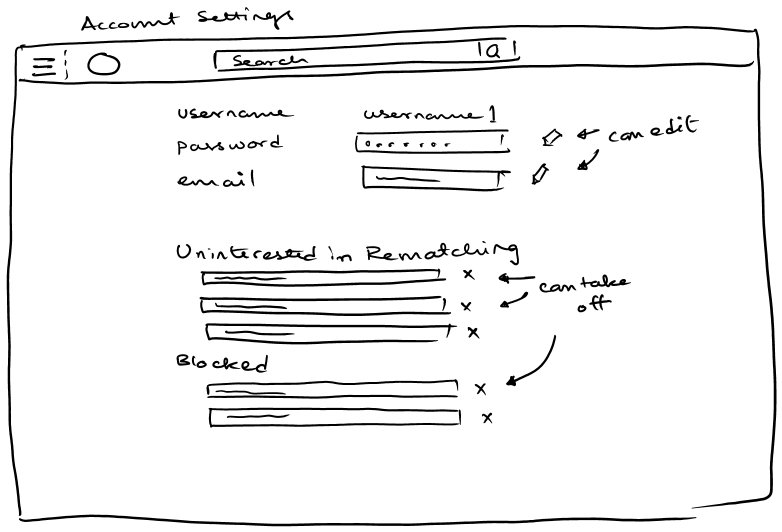 Account Settings
Search
username username1
password
can edit
email
Uninterested in Rematching
x
can take
off
x
x
Blocked
x
x